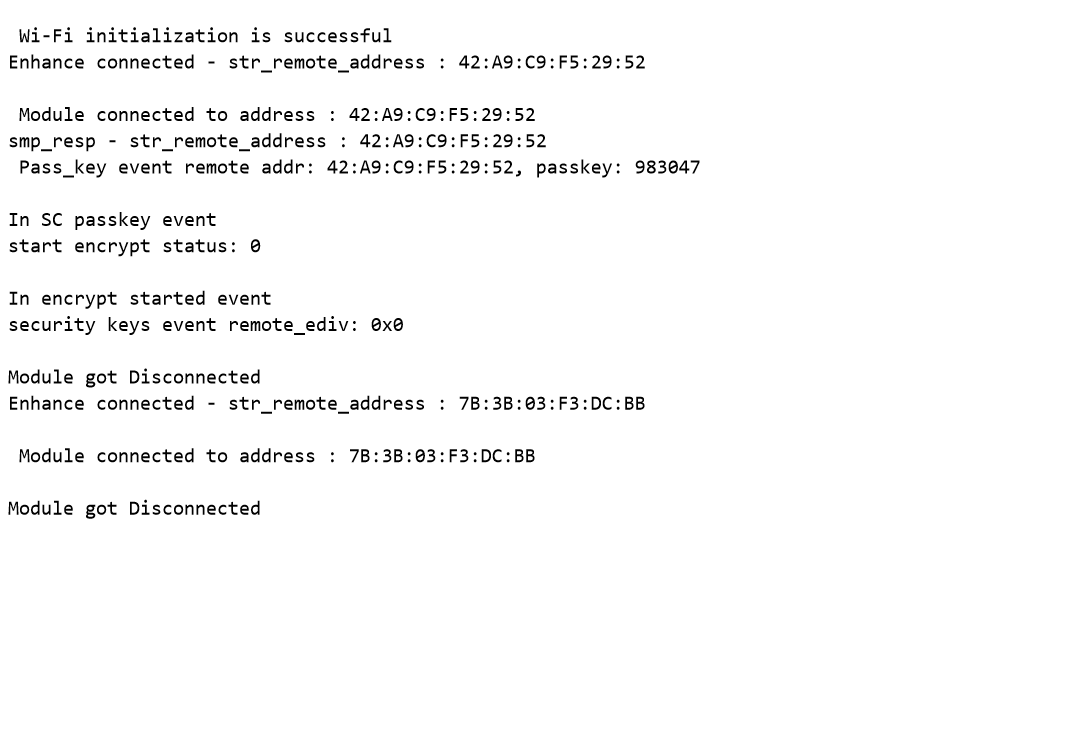 Wi-Fi initialization is successful
Enhance connected - str_remote_address : 42:A9:C9:F5:29:52
Module connected to address : 42:A9:C9:F5:29:52
smp_resp - str_remote_address : 42:A9:C9:F5:29:52
Pass_key event remote addr: 42:A9:C9:F5:29:52, passkey: 983047
In SC passkey event
start encrypt status: 0
In encrypt started event
security keys event remote_ediv: 0x0
Module got Disconnected
Enhance connected - str_remote_address : 7B:3B:03:F3:DC:BB
Module connected to address : 7B:3B:03:F3:DC:BB
Module got Disconnected